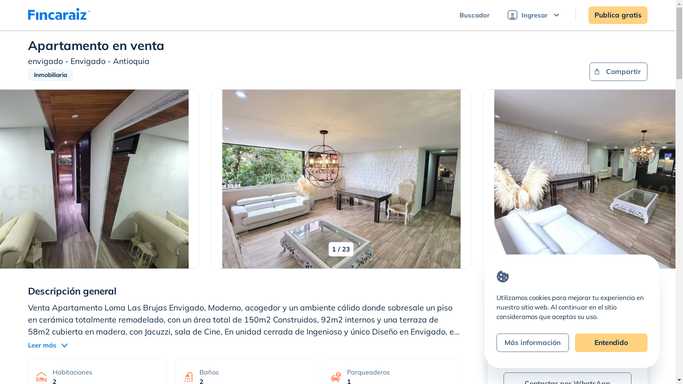 Fincaraiz
Buscador
Ingresar
Publica gratis
Apartamento en venta
envigado - Envigado - Antioquia
Inmobiliaria
Compartir
1 / 23
Descripción general
Venta Apartamento Loma Las Brujas Envigado, Moderno, acogedor y un ambiente cálido donde sobresale un piso
en cerámica totalmente remodelado, con un área total de 150m2 Construidos, 92m2 internos y una terraza de
58m2 cubierta en madera, con Jacuzzi, sala de Cine, En unidad cerrada de Ingenioso y único Diseño en Envigado, e...
Leer más
Habitaciones
2
Baños
2
Parqueaderos
1
Utilizamos cookies para mejorar tu experiencia en
nuestro sitio web. Al continuar en el sitio
consideramos que aceptas su uso.
Más información
Entendido
Contactar por WhatsApp